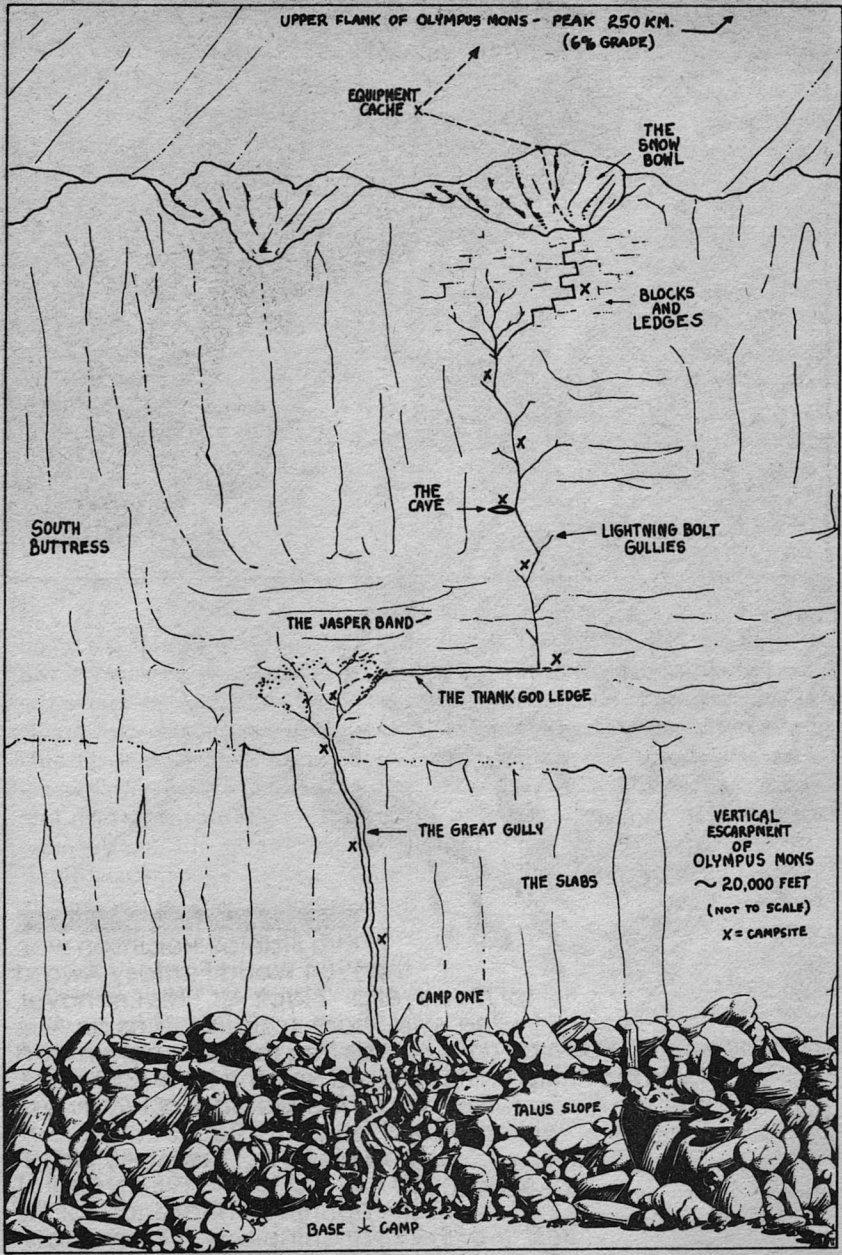 UPPER FLANK OF OLYMPUS MONS - PEAK 250 KM.
(6% GRADE)
EQUIPMENT
CACHE X
THE
SNOW
BOWL
X
BLOCKS
AND
LEDGES
X
X
THE
CAVE
X
SOUTH
BUTTRESS
LIGHTNING BOLT
GULLIES
X
THE JASPER BAND
X
X
THE THANK GOD LEDGE
X
THE GREAT GULLY
X
VERTICAL
ESCARPMENT
OF
OLYMPUS MONS
~ 20,000 FEET
(NOT TO SCALE)
X = CAMPSITE
THE SLABS
X
CAMP ONE
TALUS SLOPE
BASE X CAMP